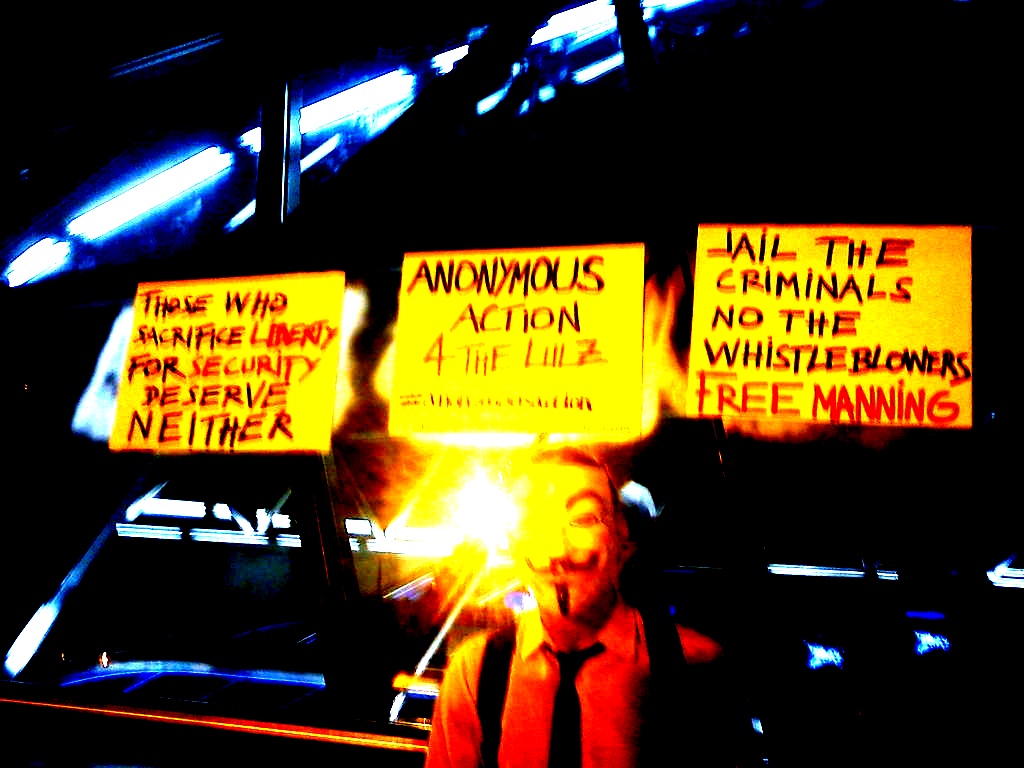 THOSE WHO
SACRIFICE LIBERTY
FOR SECURITY
DESERVE
NEITHER
ANONYMOUS
ACTION
4 THE LULZ
JAIL THE
CRIMINALS
NO THE
WHISTLEBLOWERS
FREE MANNING